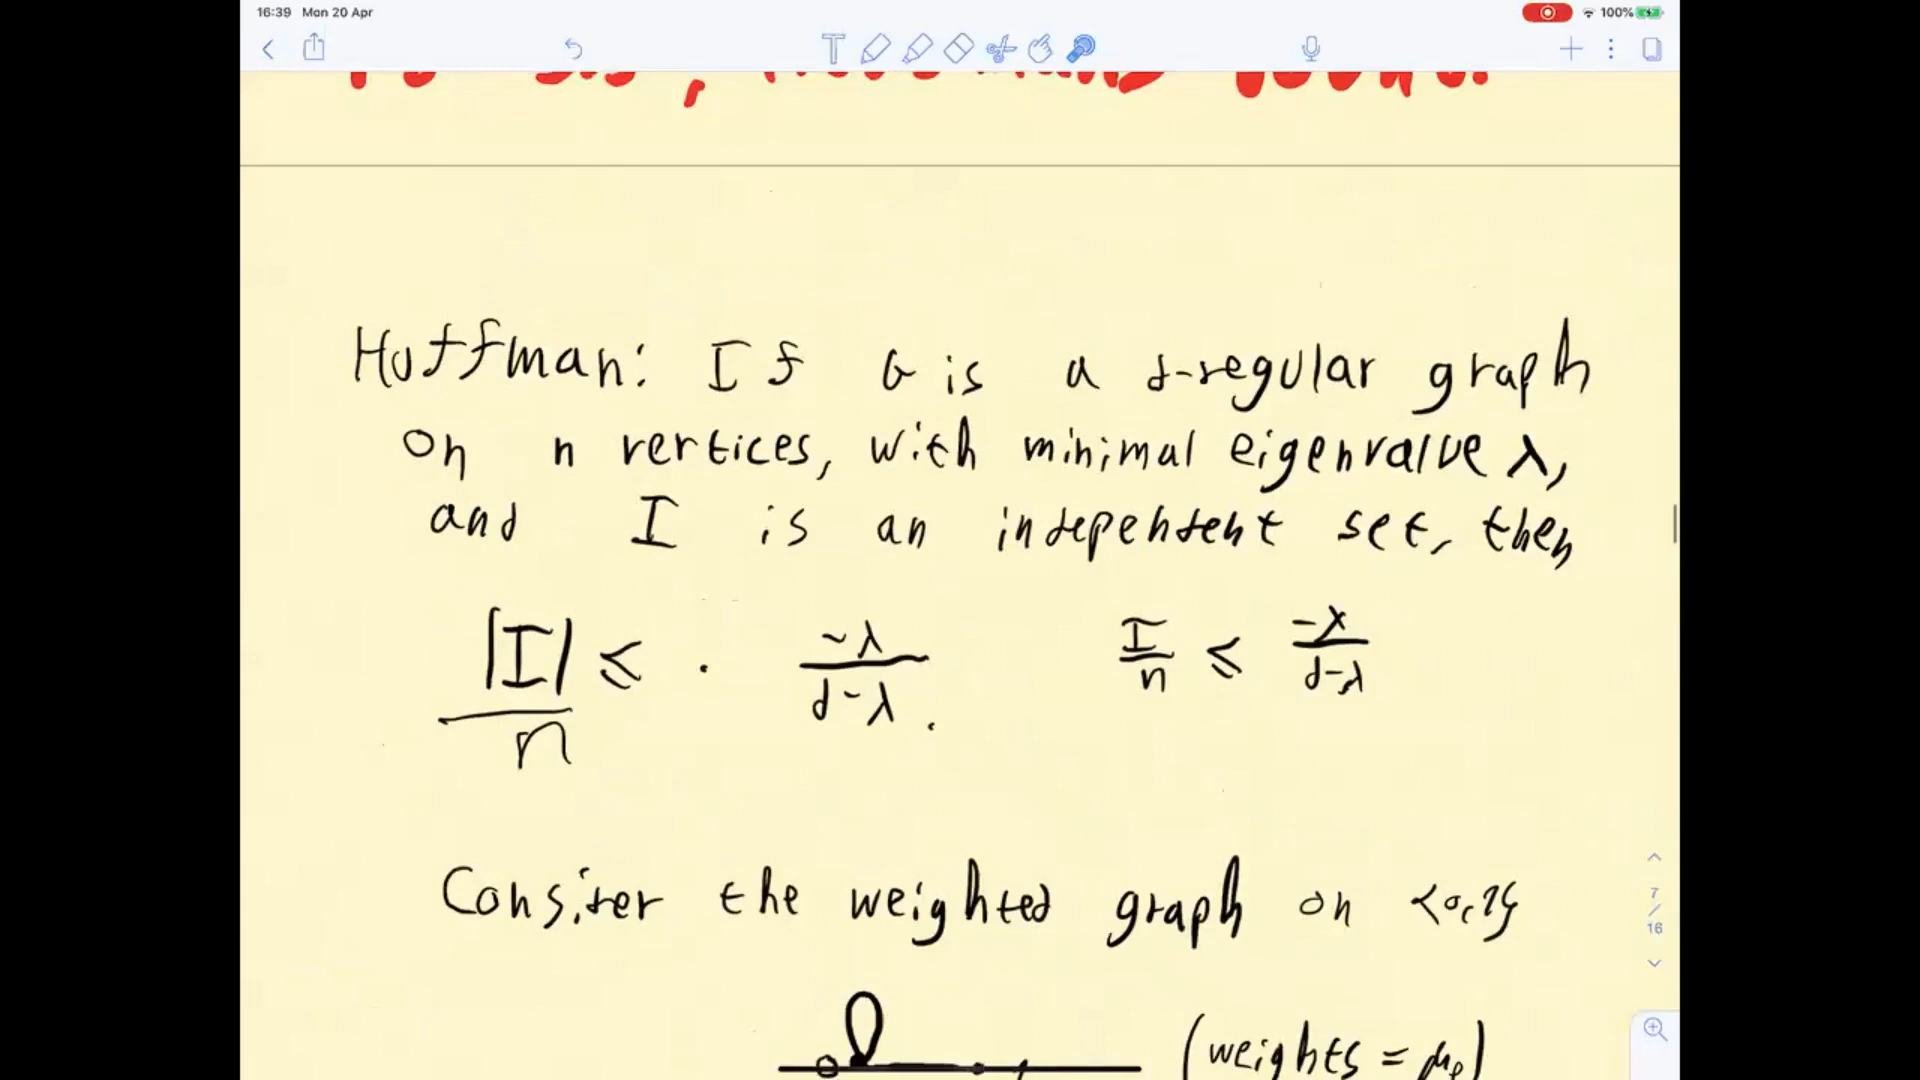 16:39 Mon 20 Apr
100%
Hoffman: If G is a d-regular graph
on n vertices, with minimal eigenvalue λ,
and I is an independent set, then
|I|/n ≤ . -λ/d-λ . I/n ≤ -λ/d-λ
Consider the weighted graph on {0,1}
(weights = μp)
7/16